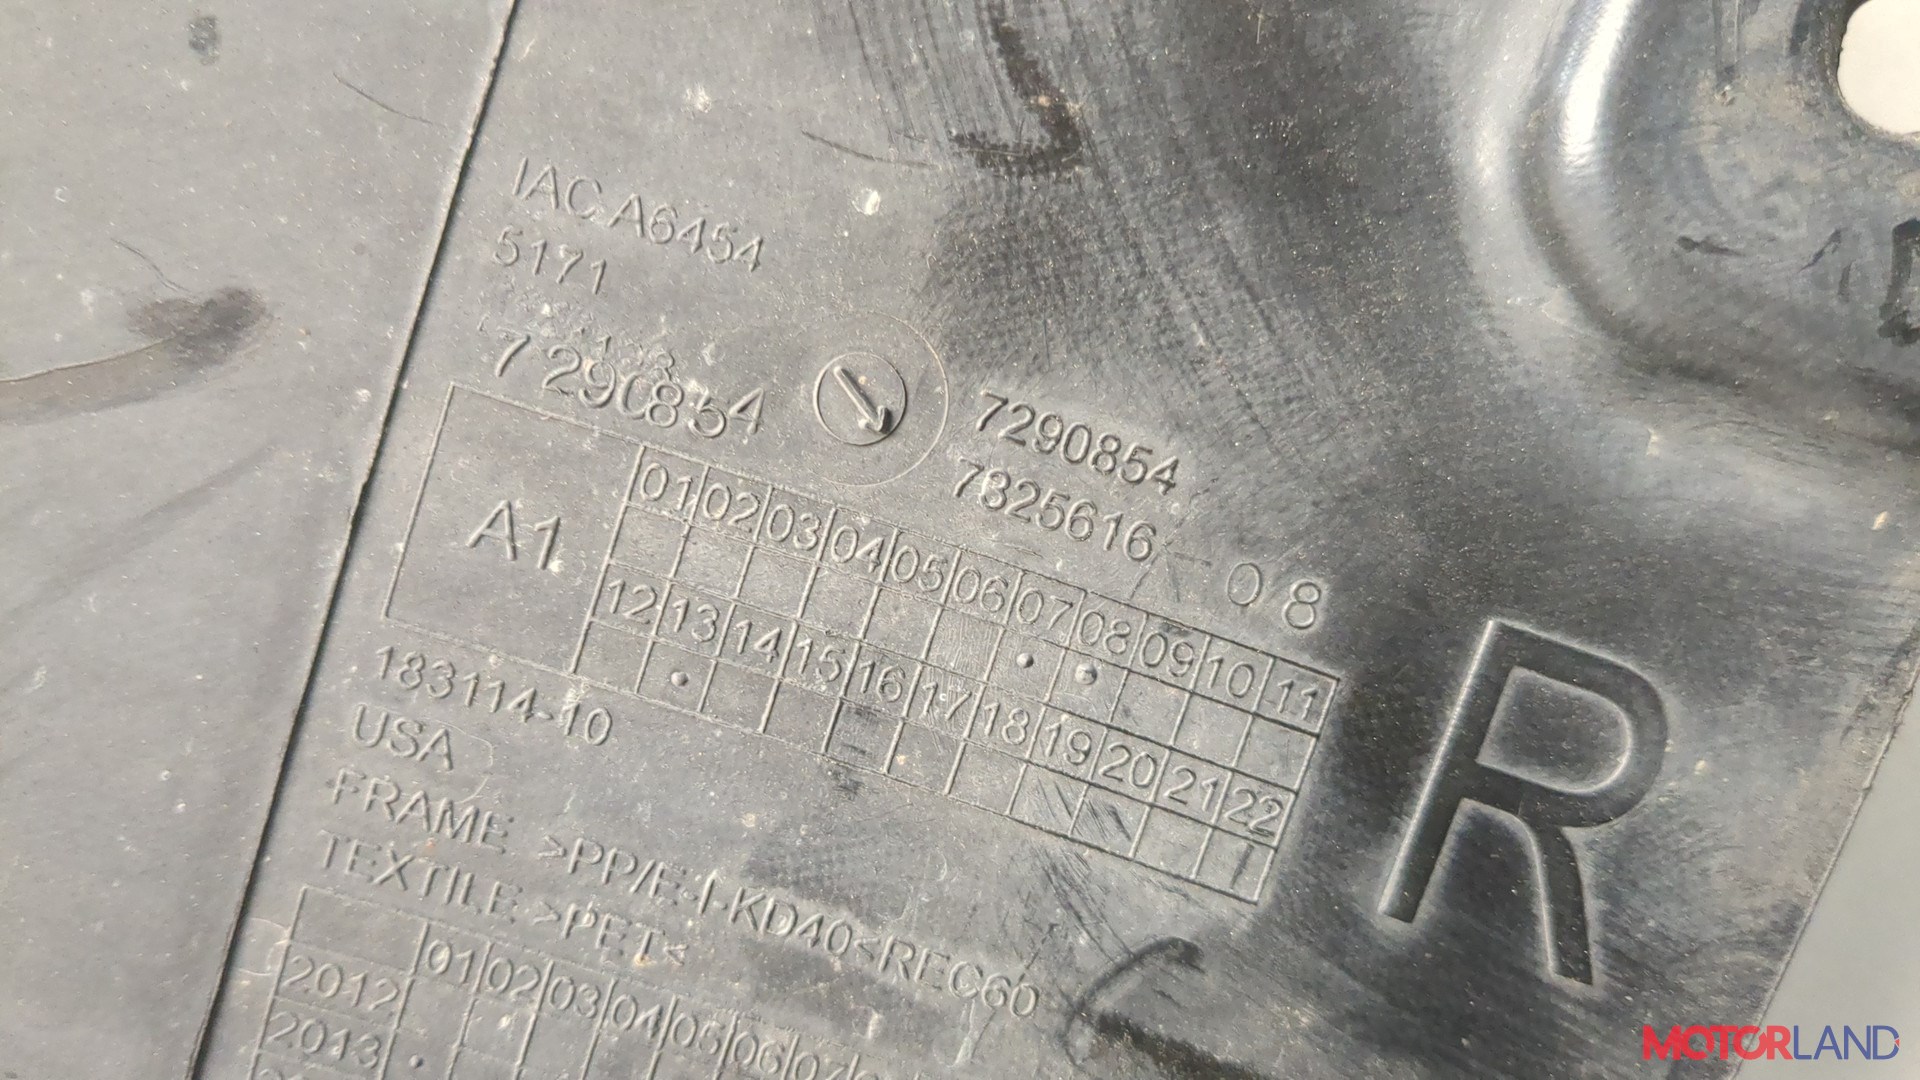 IAC A6454
5171
7290854
7290854
7325616-08
A1
01 02 03 04 05 06 07 08 09 10 11
12 13 14 15 16 17 18 19 20 21 22
R
183114-10
USA
FRAME >PP/E-I-KD40<REC60
TEXTILE >PET<
01 02 03 04 05 06
2012
2013
MOTORLAND